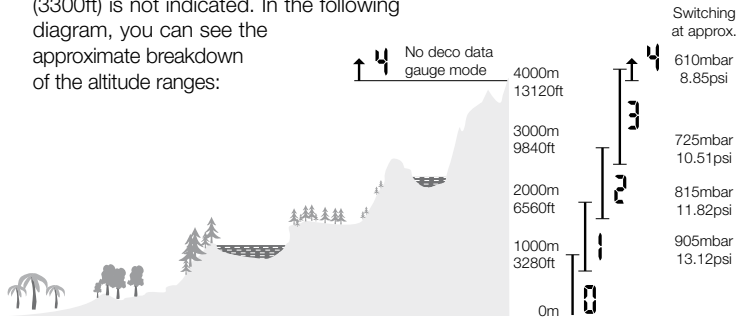 (3300ft) is not indicated. In the following
diagram, you can see the
approximate breakdown
of the altitude ranges:
4 No deco data
gauge mode
4000m
13120ft
3000m
9840ft
2000m
6560ft
1000m
3280ft
0m
4
3
2
1
0
Switching
at approx.
610mbar
8.85psi
725mbar
10.51psi
815mbar
11.82psi
905mbar
13.12psi